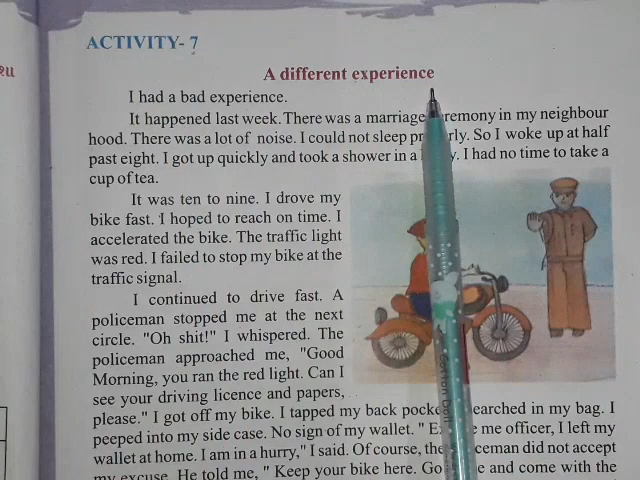 ACTIVITY- 7
A different experience
I had a bad experience.
It happened last week. There was a marriage in my neighbour
hood. There was a lot of noise. I could not sleep So I woke up at half
past eight. I got up quickly and took a shower in a I had no time to take a
cup of tea.
It was ten to nine. I drove my
bike fast. I hoped to reach on time. I
accelerated the bike. The traffic light
was red. I failed to stop my bike at the
traffic signal.
I continued to drive fast. A
policeman stopped me at the next
circle. "Oh shit!" I whispered. The
policeman approached me, "Good
Morning, you ran the red light. Can I
see your driving licence and papers,
please." I got off my bike. I tapped my back in my bag. I
peeped into my side case. No sign of my wallet. " me officer, I left my
wallet at home. I am in a hurry," I said. Of course, the did not accept
my excuse. He told me, " Keep your bike here. and come with the